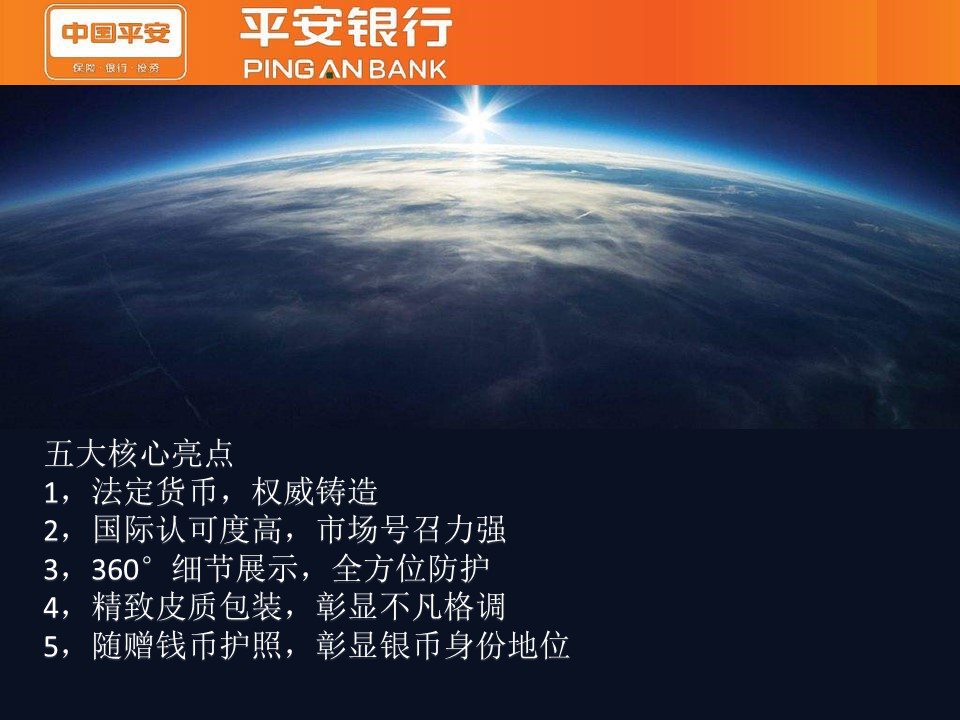 中国平安
保险·银行·投资
平安银行
PING AN BANK
五大核心亮点
1，法定货币，权威铸造
2，国际认可度高，市场号召力强
3，360°细节展示，全方位防护
4，精致皮质包装，彰显不凡格调
5，随赠钱币护照，彰显银币身份地位